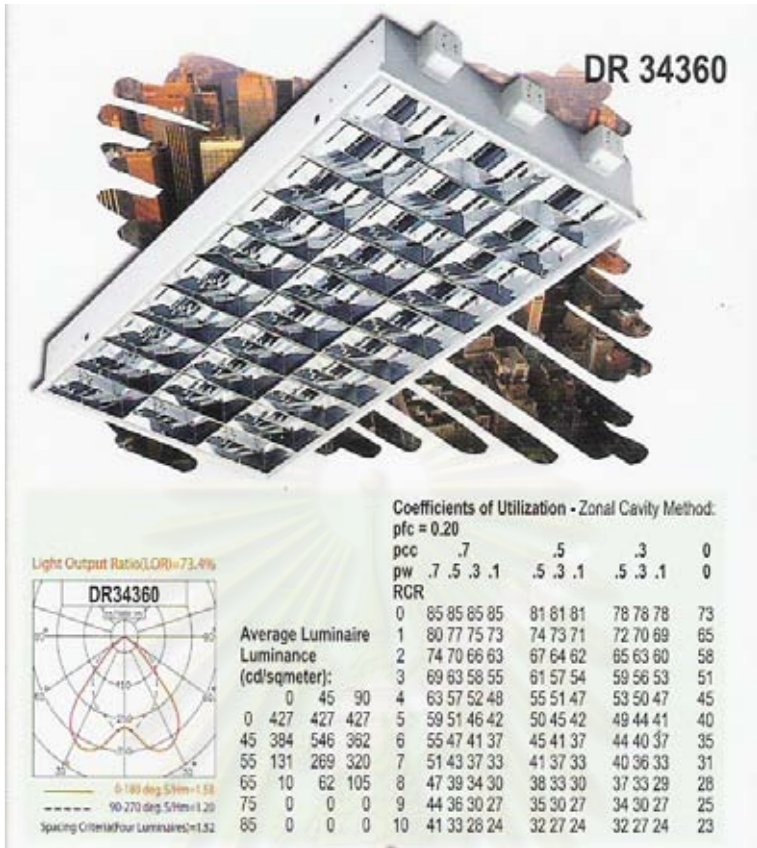 DR 34360
Coefficients of Utilization - Zonal Cavity Method:
pfc = 0.20
pcc .7 .5 .3 0
pw .7 .5 .3 .1 .5 .3 .1 .5 .3 .1 0
RCR
0 85 85 85 85 81 81 81 78 78 78 73
1 80 77 75 73 74 73 71 72 70 69 65
2 74 70 66 63 67 64 62 65 63 60 58
3 69 63 58 55 61 57 54 59 56 53 51
4 63 57 52 48 55 51 47 53 50 47 45
5 59 51 46 42 50 45 42 49 44 41 40
6 55 47 41 37 45 41 37 44 40 37 35
7 51 43 37 33 41 37 33 40 36 33 31
8 47 39 34 30 38 33 30 37 33 29 28
9 44 36 30 27 35 30 27 34 30 27 25
10 41 33 28 24 32 27 24 32 27 24 23
Light Output Ratio(LOR)=73.4%
DR34360
0-180 deg. S/Hm=1.58
90-270 deg. S/Hm=1.20
Spacing Criteria(Four Luminaires)=1.52
Average Luminaire
Luminance
(cd/sqmeter):
0 45 90
0 427 427 427
45 384 546 362
55 131 269 320
65 10 62 105
75 0 0 0
85 0 0 0